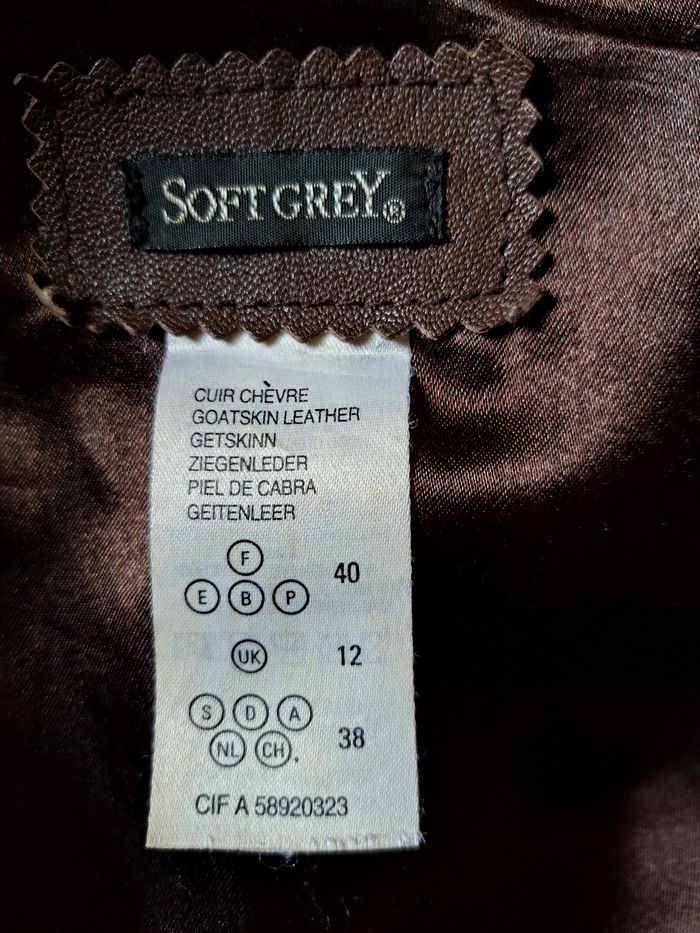 SOFT GREY®
CUIR CHÈVRE
GOATSKIN LEATHER
GETSKINN
ZIEGENLEDER
PIEL DE CABRA
GEITENLEER
F
E B P 40
UK 12
S D A
NL CH. 38
CIF A 58920323